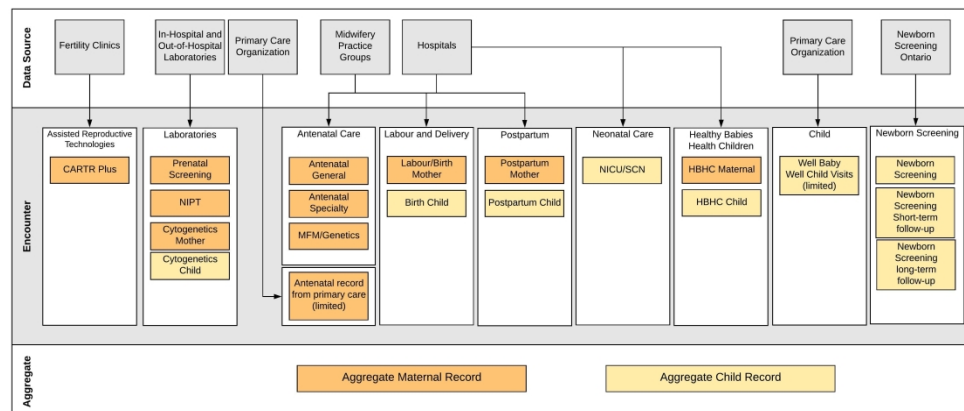 Data Source
Fertility Clinics
In-Hospital and
Out-of-Hospital
Laboratories
Primary Care
Organization
Midwifery
Practice
Groups
Hospitals
Primary Care
Organization
Newborn
Screening
Ontario
Encounter
Assisted Reproductive
Technologies
CARTR Plus
Laboratories
Prenatal
Screening
NIPT
Cytogenetics
Mother
Cytogenetics
Child
Antenatal Care
Antenatal
General
Antenatal
Specialty
MFM/Genetics
Antenatal record
from primary care
(limited)
Labour and Delivery
Labour/Birth
Mother
Birth Child
Postpartum
Postpartum
Mother
Postpartum Child
Neonatal Care
NICU/SCN
Healthy Babies
Health Children
HBHC Maternal
HBHC Child
Child
Well Baby
Well Child Visits
(limited)
Newborn Screening
Newborn
Screening
Newborn
Screening
Short-term
follow-up
Newborn
Screening
long-term
follow-up
Aggregate
Aggregate Maternal Record
Aggregate Child Record